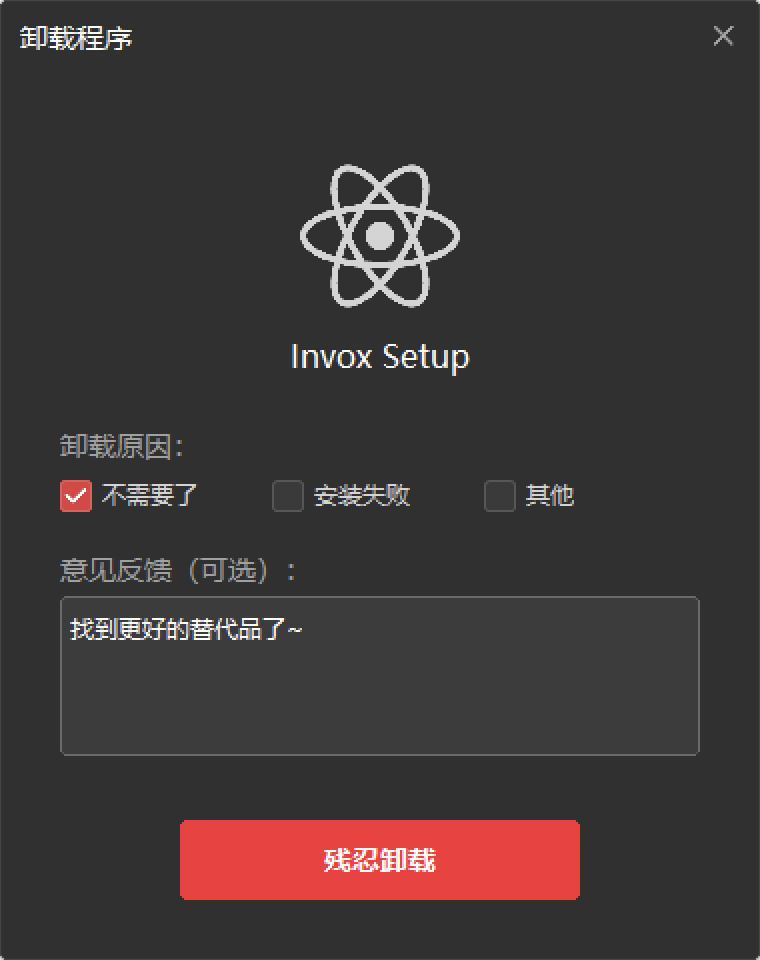 卸载程序
Invox Setup
卸载原因:
不需要了 安装失败 其他
意见反馈（可选）:
找到更好的替代品了~
残忍卸载